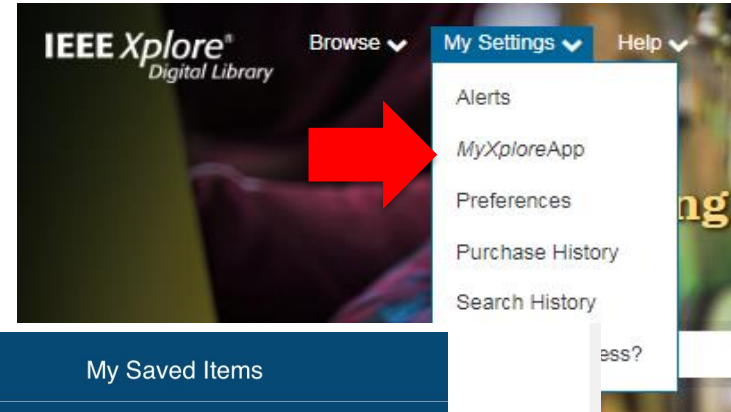 IEEE Xplore® Browse My Settings Help
Digital Library
Alerts
MyXploreApp
Preferences
ng
Purchase History
Search History
ess?
My Saved Items